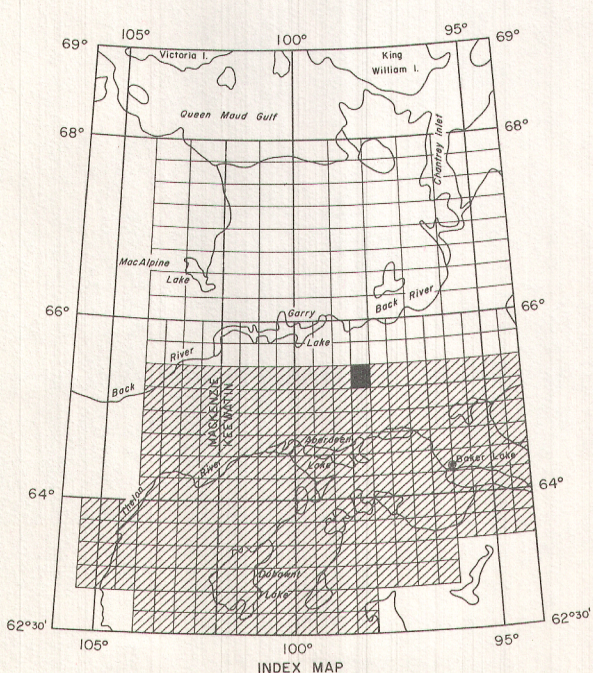 105°
100°
95°
69°
69°
Victoria I.
King
William I.
Queen Maud Gulf
68°
68°
Chantrey Inlet
MacAlpine
Lake
66°
66°
Garry
Lake
Back River
Back River
MACKENZIE
KEEWATIN
Aberdeen
Lake
Thelon River
Baker Lake
64°
64°
Dubawnt
Lake
62°30'
62°30'
105°
100°
95°
INDEX MAP